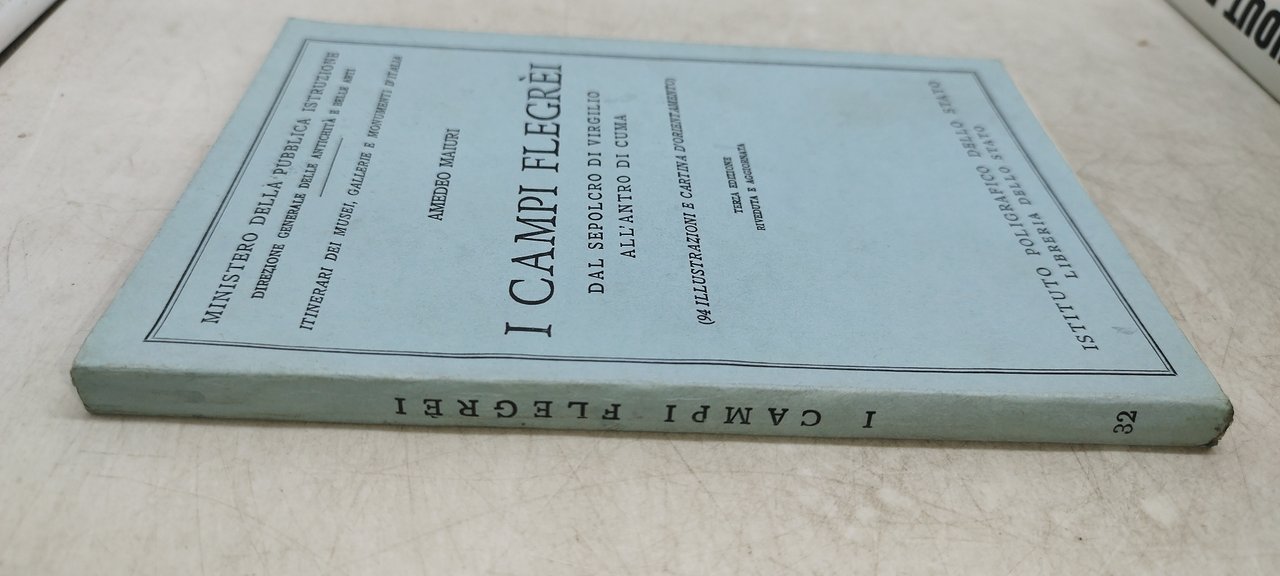 MINISTERO DELLA PUBBLICA ISTRUZIONE
DIREZIONE GENERALE DELLE ANTICHITÀ E DELLE ARTI
ITINERARI DEI MUSEI, GALLERIE E MONUMENTI D'ITALIA
AMEDEO MAIURI
I CAMPI FLEGRÈI
DAL SEPOLCRO DI VIRGILIO
ALL'ANTRO DI CUMA
(94 ILLUSTRAZIONI E CARTINA D'ORIENTAMENTO)
TERZA EDIZIONE
RIVEDUTA E AGGIORNATA
ISTITUTO POLIGRAFICO DELLO STATO
LIBRERIA DELLO STATO
I CAMPI FLEGRÈI
32